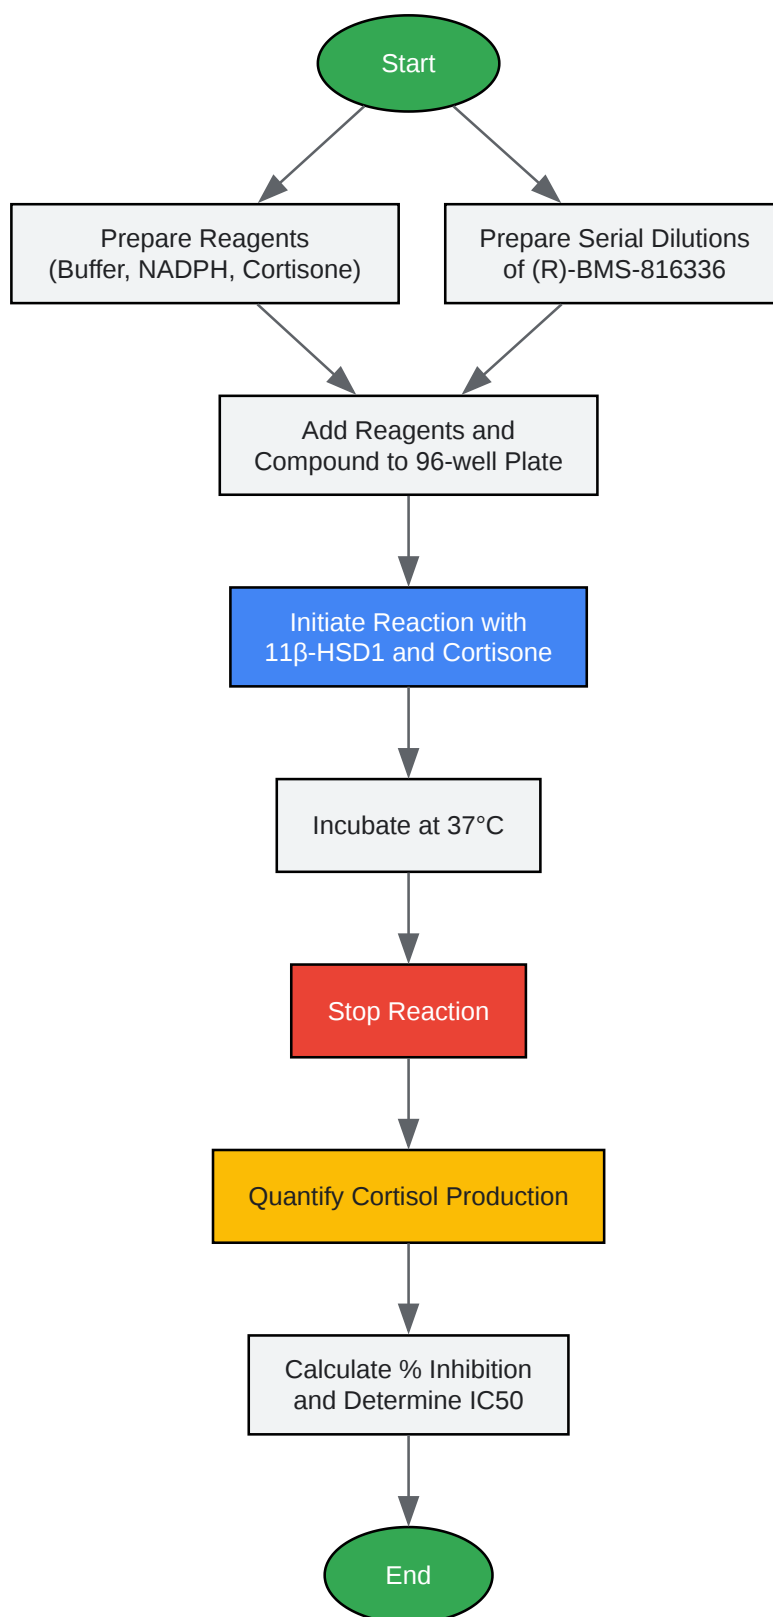 Start
Prepare Reagents
(Buffer, NADPH, Cortisone)
Prepare Serial Dilutions
of (R)-BMS-816336
Add Reagents and
Compound to 96-well Plate
Initiate Reaction with
11β-HSD1 and Cortisone
Incubate at 37°C
Stop Reaction
Quantify Cortisol Production
Calculate % Inhibition
and Determine IC50
End